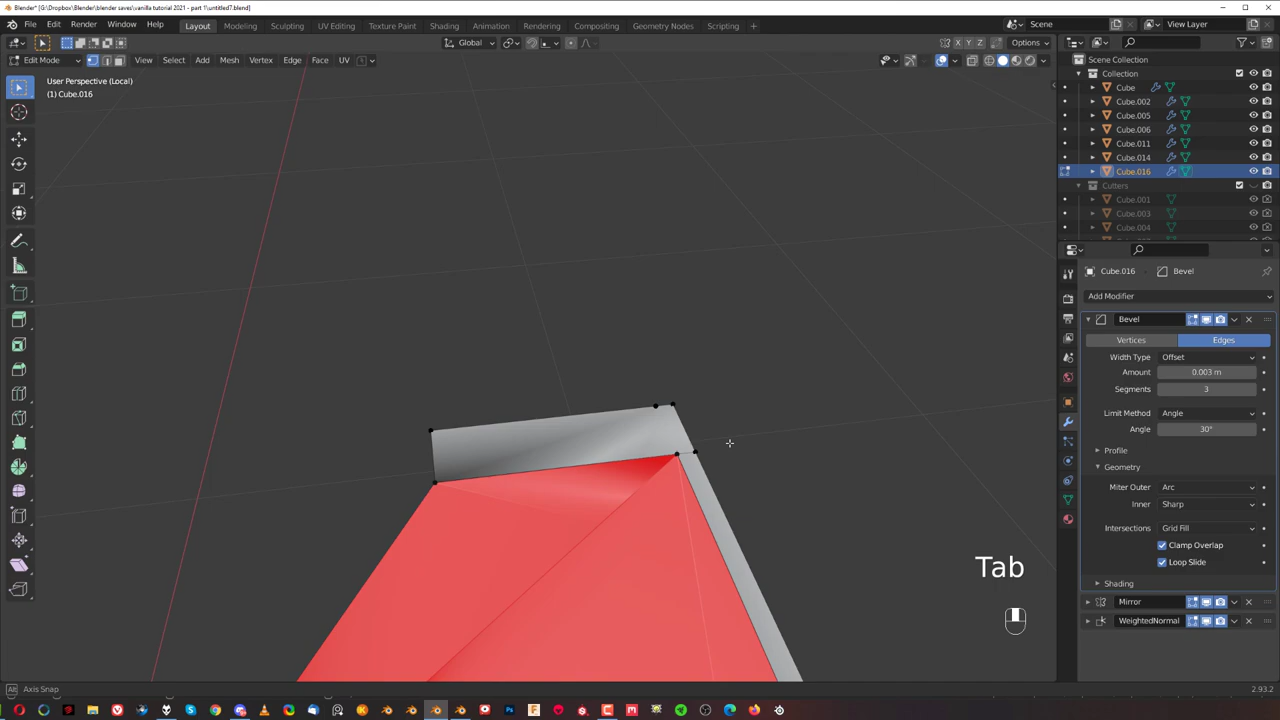 Blender* [G:\Dropbox\Blender\blender saves\vanilla tutorial 2021 - part 1\untitled7.blend]
File Edit Render Window Help Layout Modeling Sculpting UV Editing Texture Paint Shading Animation Rendering Compositing Geometry Nodes Scripting + Scene View Layer
Global X Y Z Options
Edit Mode View Select Add Mesh Vertex Edge Face UV
User Perspective (Local)
(1) Cube.016
Scene Collection
Collection
Cube
Cube.002
Cube.005
Cube.006
Cube.011
Cube.014
Cube.016
Cutters
Cube.001
Cube.003
Cube.004
Cube.016 Bevel
Add Modifier
Bevel
Vertices Edges
Width Type Offset
Amount 0.003 m
Segments 3
Limit Method Angle
Angle 30°
Profile
Geometry
Miter Outer Arc
Inner Sharp
Intersections Grid Fill
Clamp Overlap
Loop Slide
Shading
Mirror
WeightedNormal
Tab
Alt Axis Snap 2.93.2